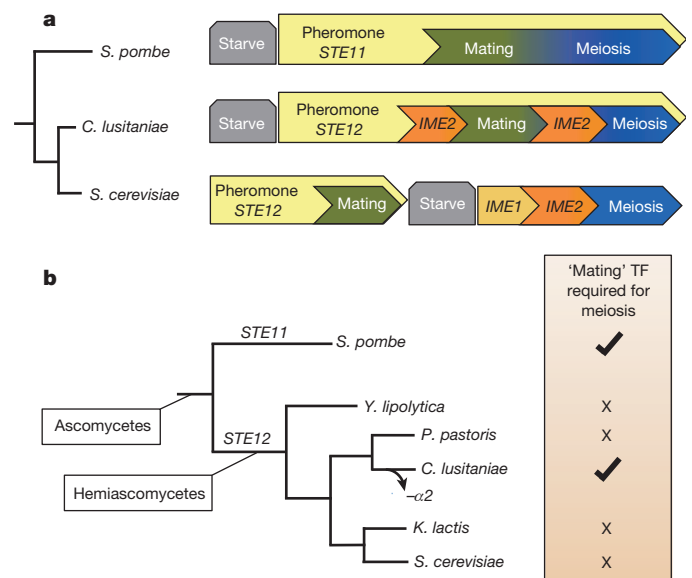 a
S. pombe
Starve
Pheromone
STE11
Mating
Meiosis
C. lusitaniae
Starve
Pheromone
STE12
IME2
Mating
IME2
Meiosis
S. cerevisiae
Pheromone
STE12
Mating
Starve
IME1
IME2
Meiosis
b
'Mating' TF
required for
meiosis
STE11
S. pombe
Ascomycetes
STE12
Y. lipolytica
X
P. pastoris
X
C. lusitaniae
Hemiascomycetes
–α2
K. lactis
X
S. cerevisiae
X